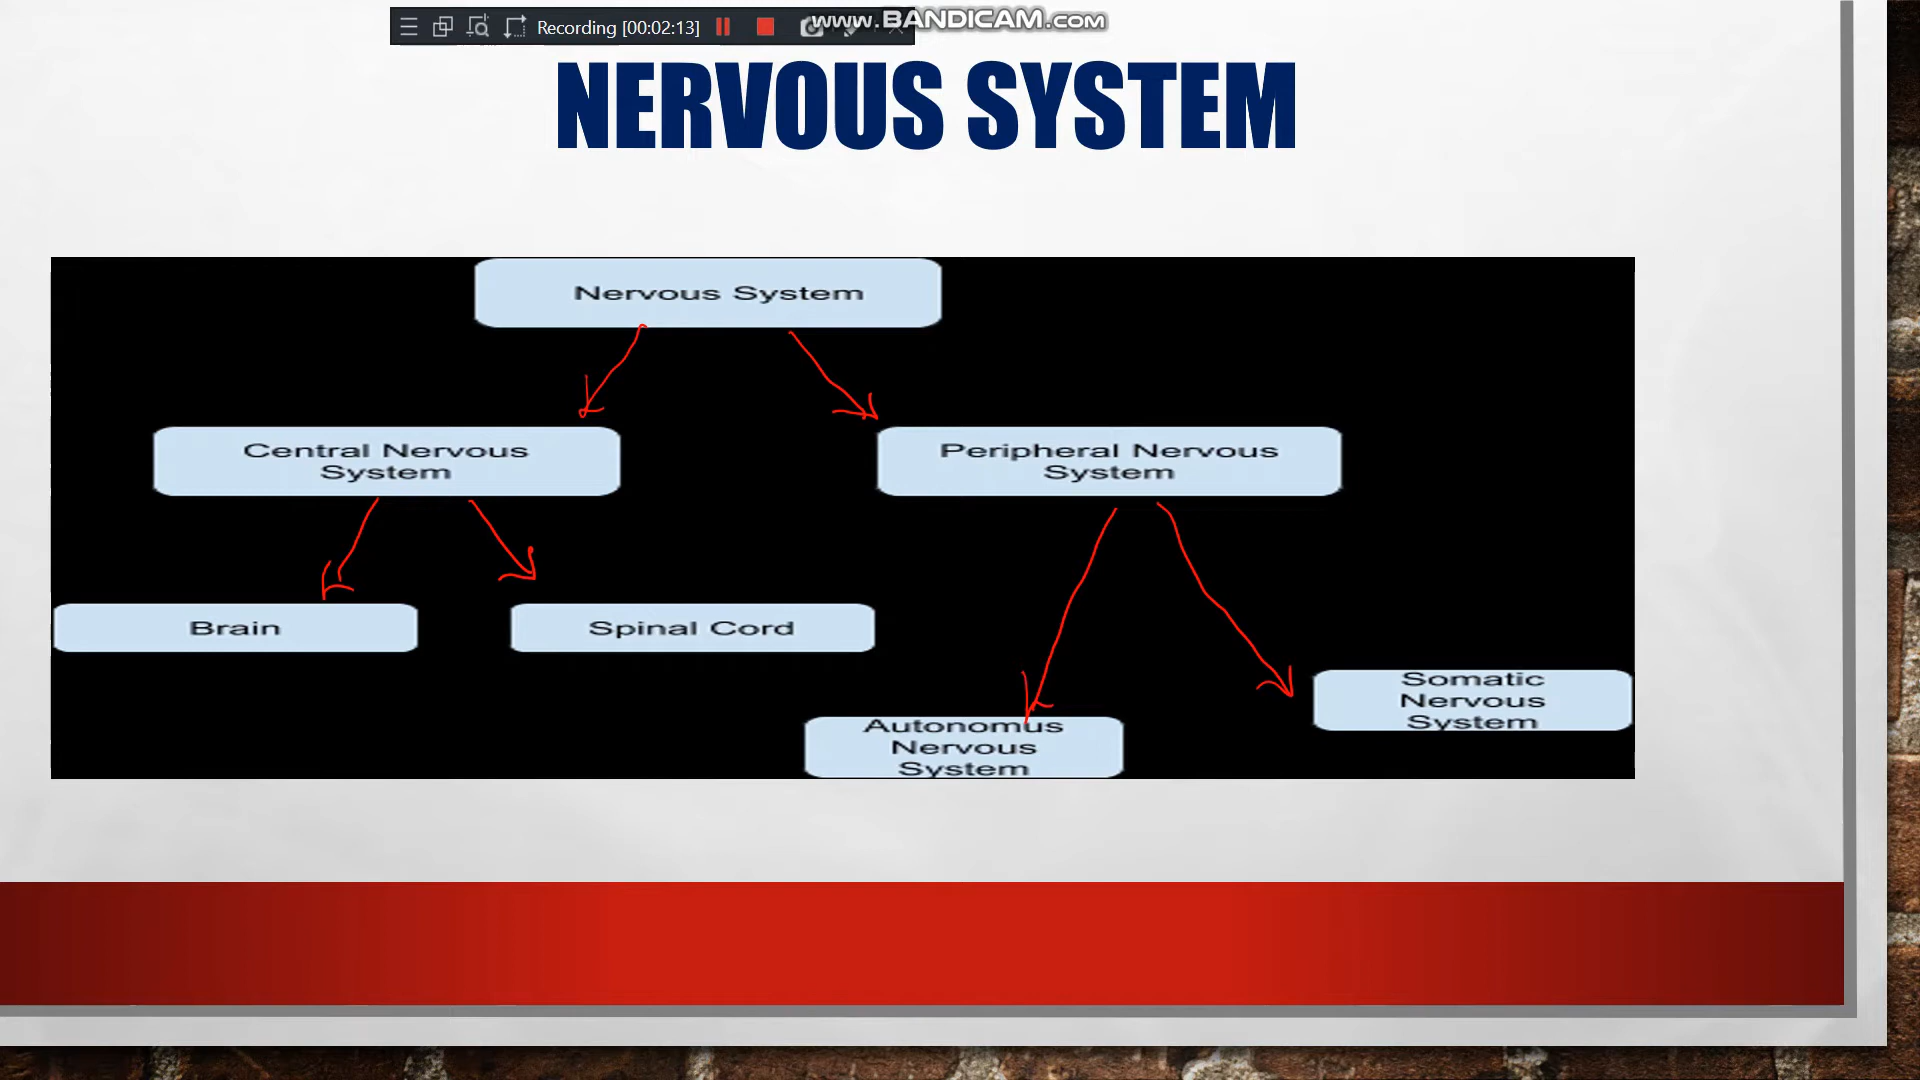 Recording [00:02:13]
www.BANDICAM.com
NERVOUS SYSTEM
Nervous System
Central Nervous
System
Peripheral Nervous
System
Brain
Spinal Cord
Autonomus
Nervous
System
Somatic
Nervous
System